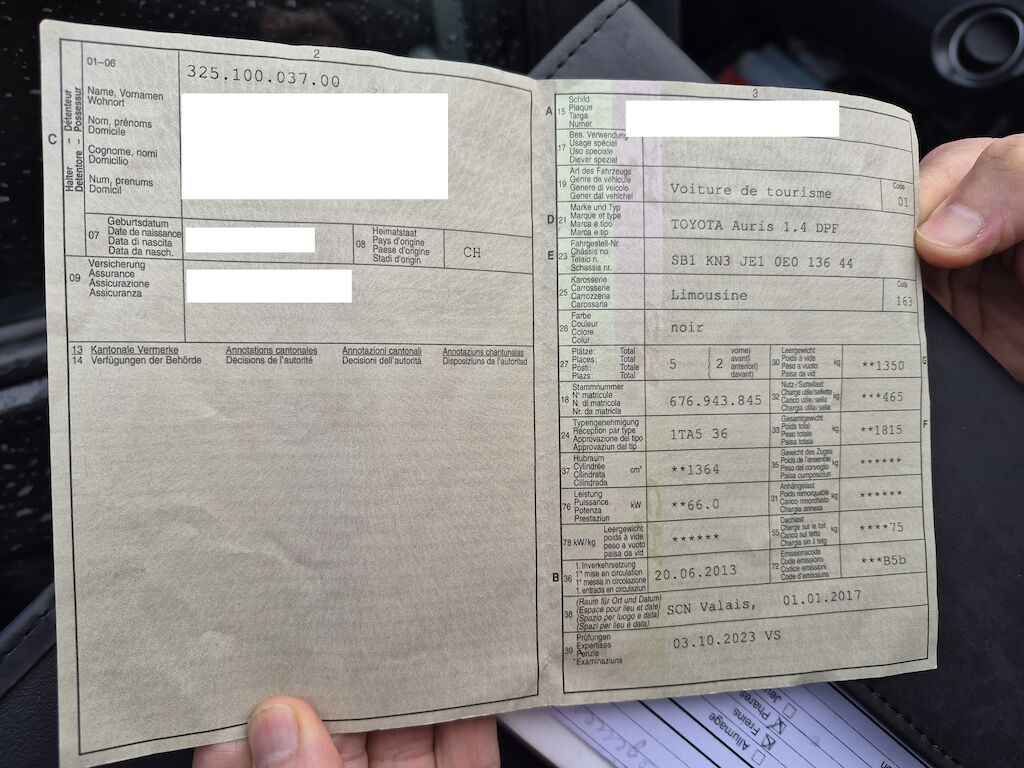 2
01–06
325.100.037.00
Halter – Détenteur
Detentore – Possessur
C
Name, Vornamen
Wohnort
Nom, prénoms
Domicile
Cognome, nomi
Domicilio
Num, prenums
Domicil
07
Geburtsdatum
Date de naissance
Data di nascita
Data da nasch.
08
Heimatstaat
Pays d'origine
Paese d'origine
Stadi d'origin
CH
09
Versicherung
Assurance
Assicurazione
Assicuranza
13 Kantonale Vermerke Annotations cantonales Annotazioni cantonali Annotaziuns chantunalas
14 Verfügungen der Behörde Décisions de l'autorité Decisioni dell'autorità Disposiziuns da l'autoritad
3
A 15
Schild
Plaque
Targa
Numer
17
Bes. Verwendung
Usage spécial
Uso speciale
Diever spezial
19
Art des Fahrzeugs
Genre de véhicule
Genere di veicolo
Gener dal vehichel
Voiture de tourisme
Code
01
D 21
Marke und Typ
Marque et type
Marca e tipo
Marca e tip
TOYOTA Auris 1.4 DPF
E 23
Fahrgestell-Nr.
Châssis no
Telaio n.
Schassis nr.
SB1 KN3 JE1 0E0 136 44
25
Karosserie
Carrosserie
Carrozzeria
Carossaria
Limousine
Code
163
26
Farbe
Couleur
Colore
Colur
noir
27
Plätze: Total
Places: Total
Posti: Totale
Plazs: Total
5
2
vorne)
avant)
anteriori)
davant)
30
Leergewicht
Poids à vide
Peso a vuoto
Paisa da vid
kg
**1350
G
18
Stammnummer
N° matricule
N. di matricola
Nr. da matricla
676.943.845
32
Nutz-/Sattellast
Charge utile/sellette
Carico utile/sella
Chargia utila/sella
kg
***465
24
Typengenehmigung
Réception par type
Approvazione del tipo
Approvaziun dal tip
1TA5 36
33
Gesamtgewicht
Poids total
Peso totale
Paisa totala
kg
**1815
F
37
Hubraum
Cylindrée
Cilindrata
Cilindrada
cm³
**1364
35
Gewicht des Zuges
Poids de l'ensemble
Peso del convoglio
Paisa cumposiziun
kg
******
76
Leistung
Puissance
Potenza
Prestaziun
kW
**66.0
31
Anhängelast
Poids remorquable
Carico rimorchiato
Chargia annexa
kg
******
78 kW/kg
Leergewicht
poids à vide
peso a vuoto
paisa da vid
******
55
Dachlast
Charge sur le toit
Carico sul tetto
Chargia sin il tetg
kg
****75
B 36
1. Inverkehrsetzung
1re mise en circulation
1a messa in circolazione
1. entrada en circulaziun
20.06.2013
72
Emissionscode
Code émissions
Codice emissioni
Code d'emissiuns
***B5b
38
(Raum für Ort und Datum)
(Espace pour lieu et date)
(Spazio per luogo e data)
(Spazi per lieu e data)
SCN Valais, 01.01.2017
39
Prüfungen
Expertises
Perizie
Examinaziuns
03.10.2023 VS
Phares
Freins
Allumage